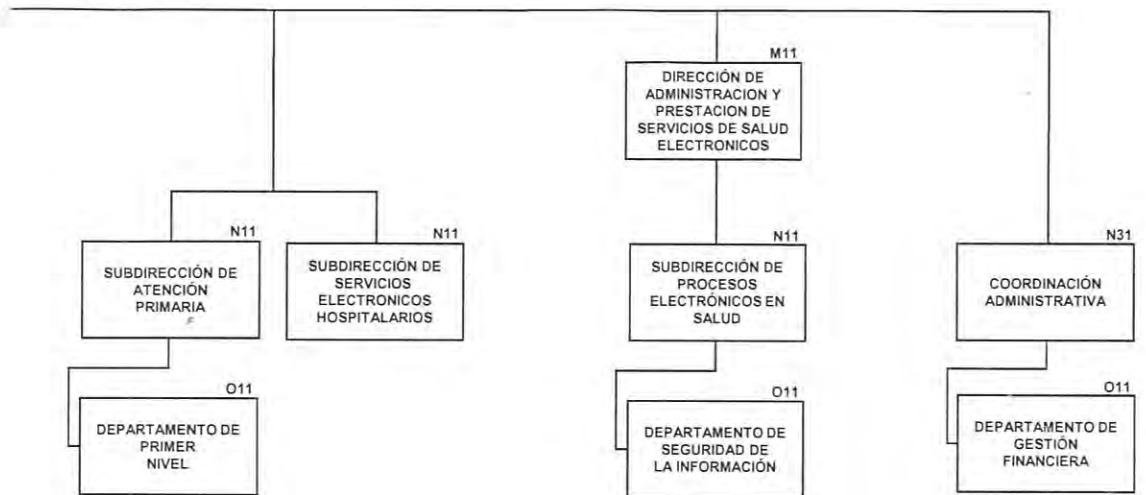 M11
DIRECCIÓN DE
ADMINISTRACION Y
PRESTACION DE
SERVICIOS DE SALUD
ELECTRONICOS
N11
SUBDIRECCIÓN DE
ATENCIÓN
PRIMARIA
N11
SUBDIRECCIÓN DE
SERVICIOS
ELECTRONICOS
HOSPITALARIOS
N11
SUBDIRECCIÓN DE
PROCESOS
ELECTRÓNICOS EN
SALUD
N31
COORDINACIÓN
ADMINISTRATIVA
O11
DEPARTAMENTO DE
PRIMER
NIVEL
O11
DEPARTAMENTO DE
SEGURIDAD DE
LA INFORMACIÓN
O11
DEPARTAMENTO DE
GESTIÓN
FINANCIERA